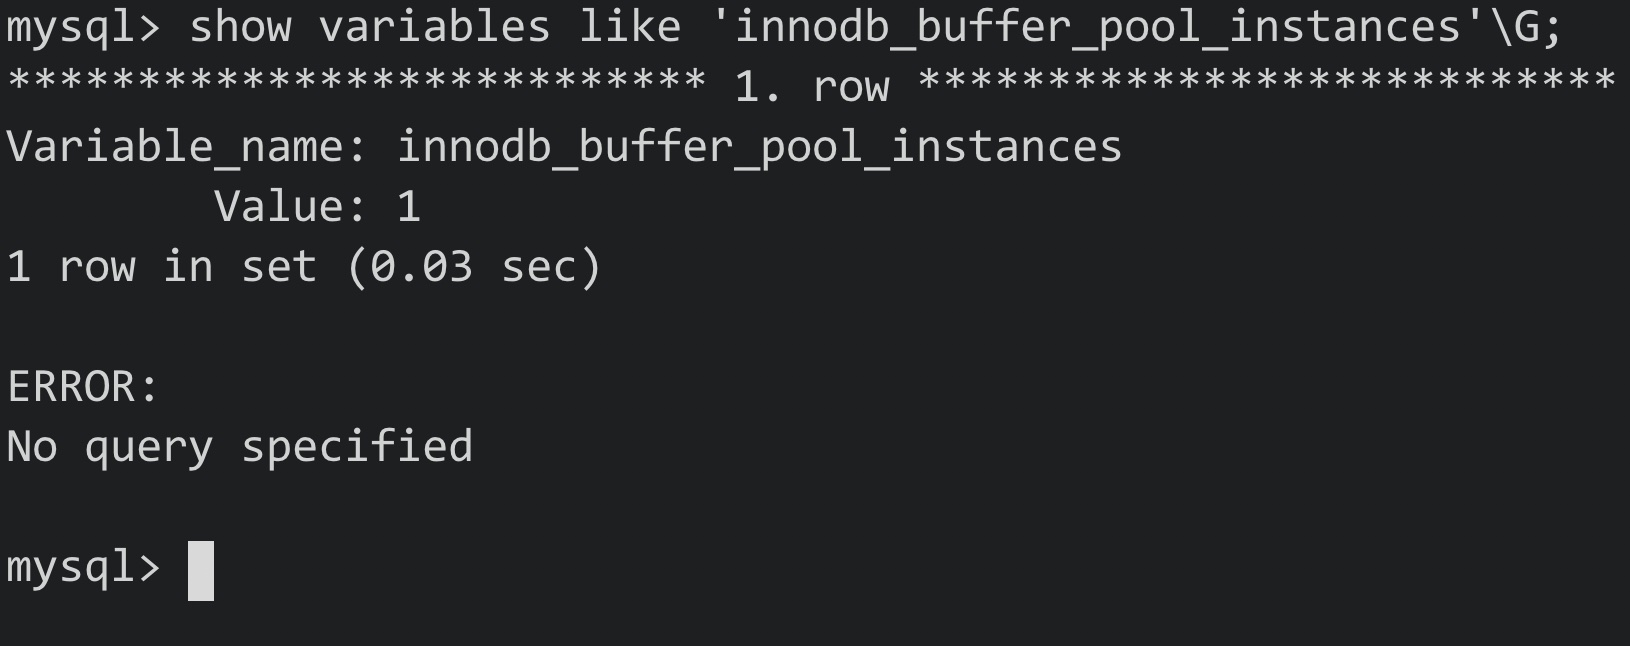 mysql> show variables like 'innodb_buffer_pool_instances'\G;
*************************** 1. row ***************************
Variable_name: innodb_buffer_pool_instances
        Value: 1
1 row in set (0.03 sec)

ERROR:
No query specified

mysql>